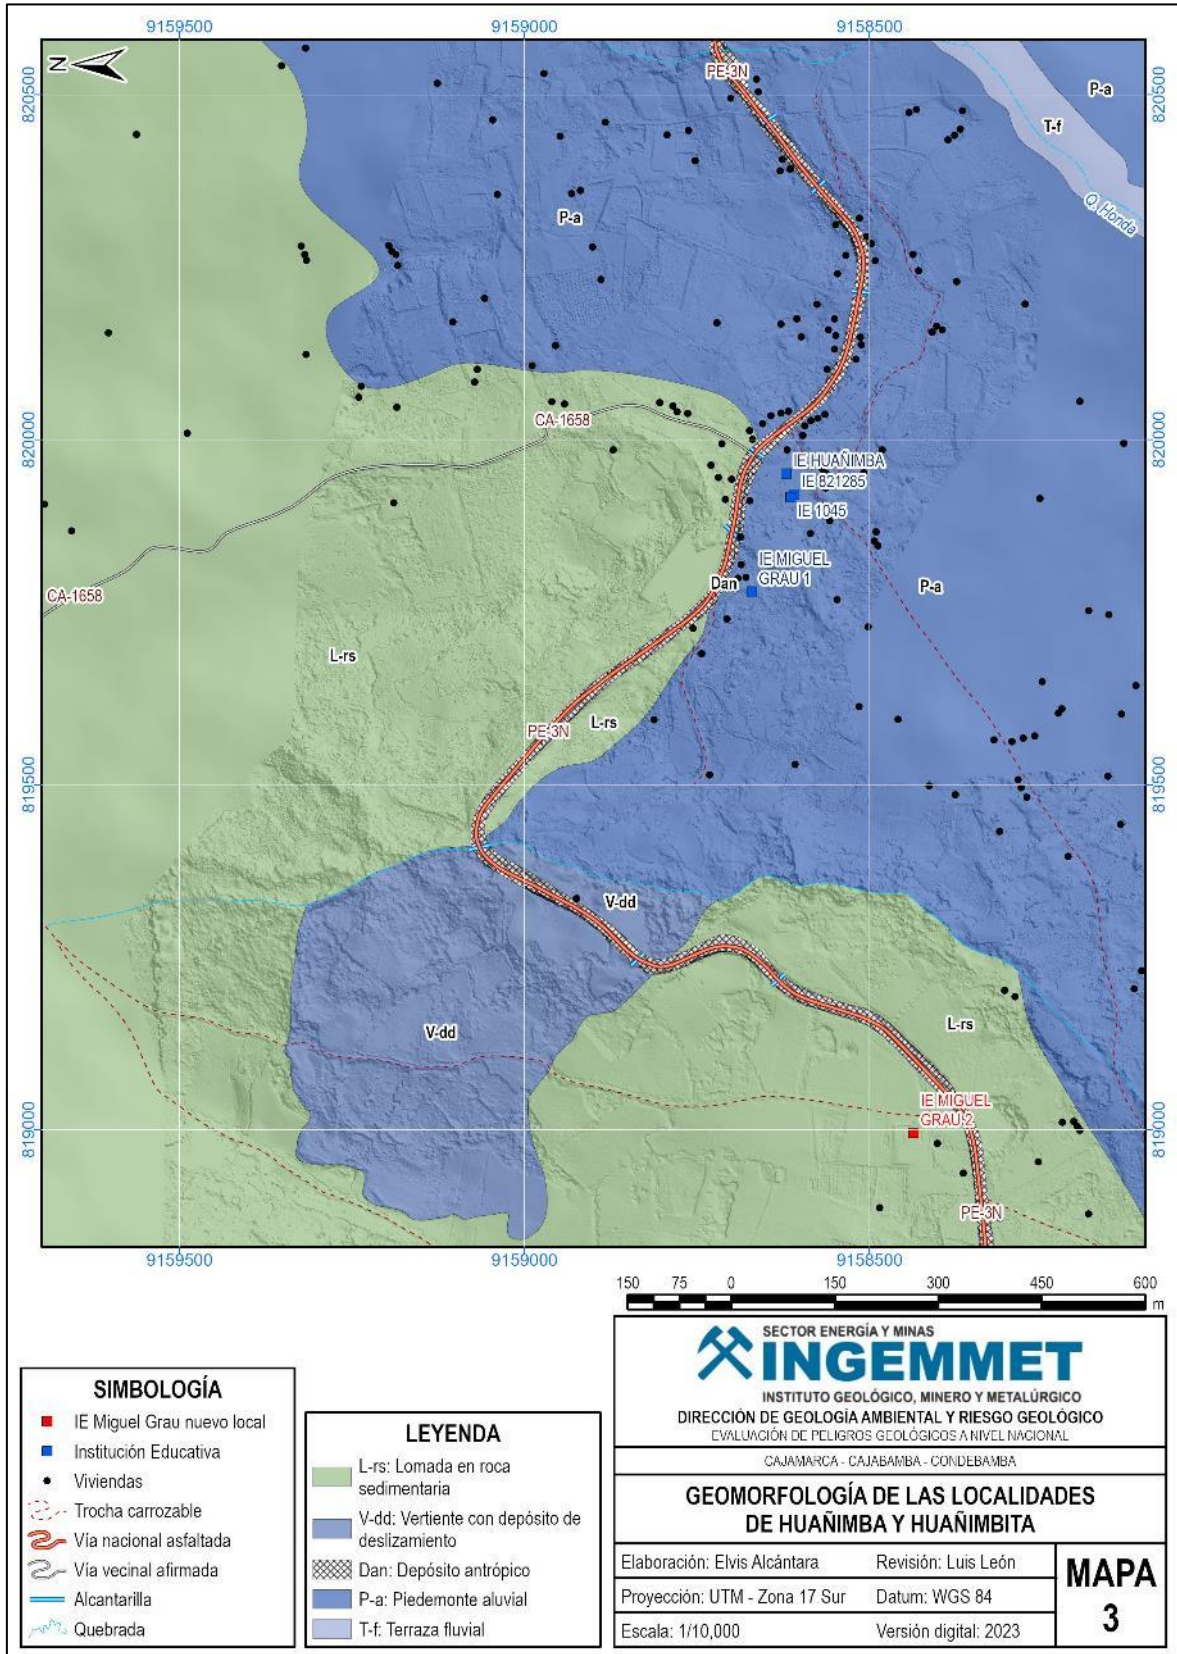 9159500
9159000
9158500
N
PE-3N
P-a
T-f
Q. Honda
820500
820500
P-a
CA-1658
820000
820000
IE HUAÑIMBA
IE 821285
IE 1045
IE MIGUEL
GRAU 1
Dan
P-a
CA-1658
L-rs
L-rs
PE-3N
819500
819500
V-dd
V-dd
L-rs
IE MIGUEL
GRAU 2
819000
819000
PE-3N
9159500
9159000
9158500
150 75 0 150 300 450 600
m
SIMBOLOGÍA
IE Miguel Grau nuevo local
Institución Educativa
Viviendas
Trocha carrozable
Vía nacional asfaltada
Vía vecinal afirmada
Alcantarilla
Quebrada
LEYENDA
L-rs: Lomada en roca
sedimentaria
V-dd: Vertiente con depósito de
deslizamiento
Dan: Depósito antrópico
P-a: Piedemonte aluvial
T-f: Terraza fluvial
SECTOR ENERGÍA Y MINAS
INGEMMET
INSTITUTO GEOLÓGICO, MINERO Y METALÚRGICO
DIRECCIÓN DE GEOLOGÍA AMBIENTAL Y RIESGO GEOLÓGICO
EVALUACIÓN DE PELIGROS GEOLÓGICOS A NIVEL NACIONAL
CAJAMARCA - CAJABAMBA - CONDEBAMBA
GEOMORFOLOGÍA DE LAS LOCALIDADES
DE HUAÑIMBA Y HUAÑIMBITA
Elaboración: Elvis Alcántara Revisión: Luis León
Proyección: UTM - Zona 17 Sur Datum: WGS 84
Escala: 1/10,000 Versión digital: 2023
MAPA
3